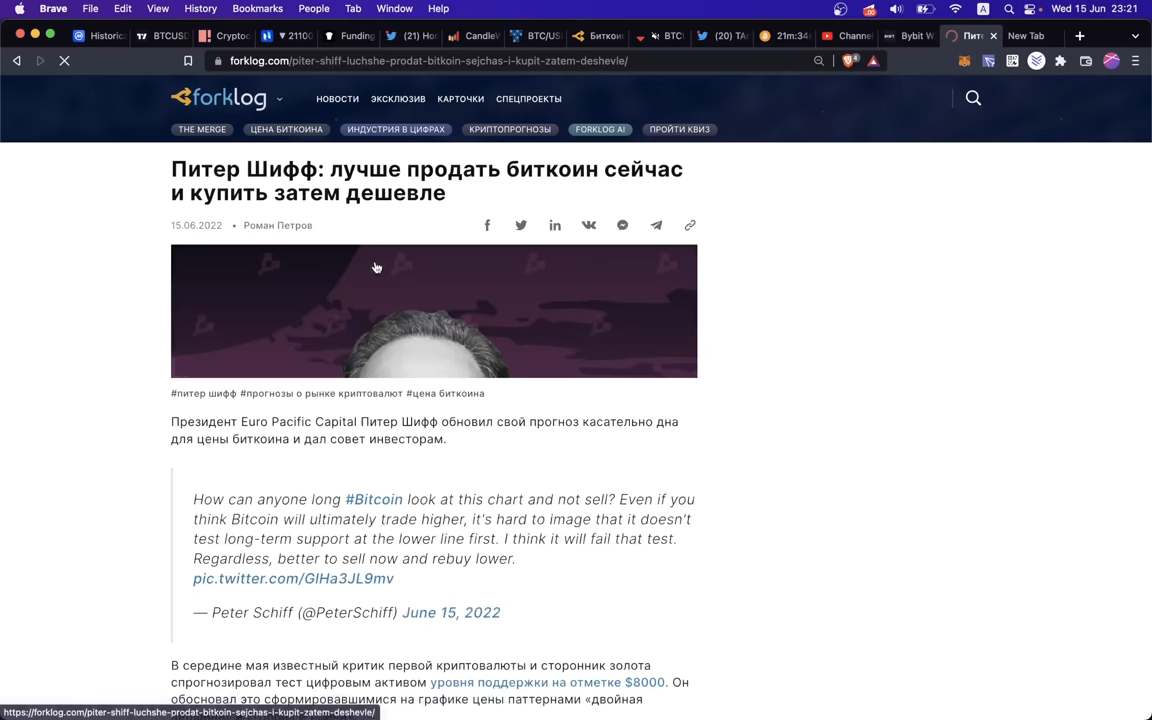 Brave File Edit View History Bookmarks People Tab Window Help A Wed 15 Jun 23:21
Historica BTCUSD Crypto ▼ 21100 Funding (21) Ho CandleW BTC/US Биткоин BTC (20) TA 21m:34 Channel Bybit W Пите New Tab
forklog.com/piter-shiff-luchshe-prodat-bitkoin-sejchas-i-kupit-zatem-deshevle/
forklog НОВОСТИ ЭКСКЛЮЗИВ КАРТОЧКИ СПЕЦПРОЕКТЫ
THE MERGE ЦЕНА БИТКОИНА ИНДУСТРИЯ В ЦИФРАХ КРИПТОПРОГНОЗЫ FORKLOG AI ПРОЙТИ КВИЗ
Питер Шифф: лучше продать биткоин сейчас
и купить затем дешевле
15.06.2022 • Роман Петров
#питер шифф #прогнозы о рынке криптовалют #цена биткоина
Президент Euro Pacific Capital Питер Шифф обновил свой прогноз касательно дна
для цены биткоина и дал совет инвесторам.
How can anyone long #Bitcoin look at this chart and not sell? Even if you
think Bitcoin will ultimately trade higher, it's hard to image that it doesn't
test long-term support at the lower line first. I think it will fail that test.
Regardless, better to sell now and rebuy lower.
pic.twitter.com/GIHa3JL9mv
— Peter Schiff (@PeterSchiff) June 15, 2022
В середине мая известный критик первой криптовалюты и сторонник золота
спрогнозировал тест цифровым активом уровня поддержки на отметке $8000. Он
обосновал это сформировавшимися на графике цены паттернами «двойная
https://forklog.com/piter-shiff-luchshe-prodat-bitkoin-sejchas-i-kupit-zatem-deshevle/